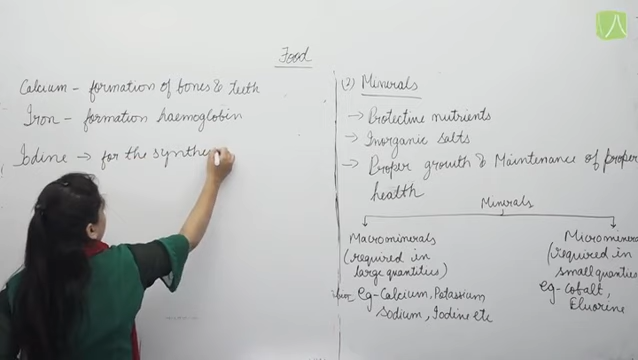 Food
Calcium - formation of bones & teeth
Iron - formation haemoglobin
Iodine → for the synthe
(2) Minerals
→ Protective nutrients
→ Inorganic salts
→ Proper growth & Maintenance of proper
health
Minerals
Macrominerals
(required in
large quantities)
eg - Calcium, Potassium
Sodium, Iodine etc
Microminera
(required in
small quantities
eg - Cobalt,
Fluorine